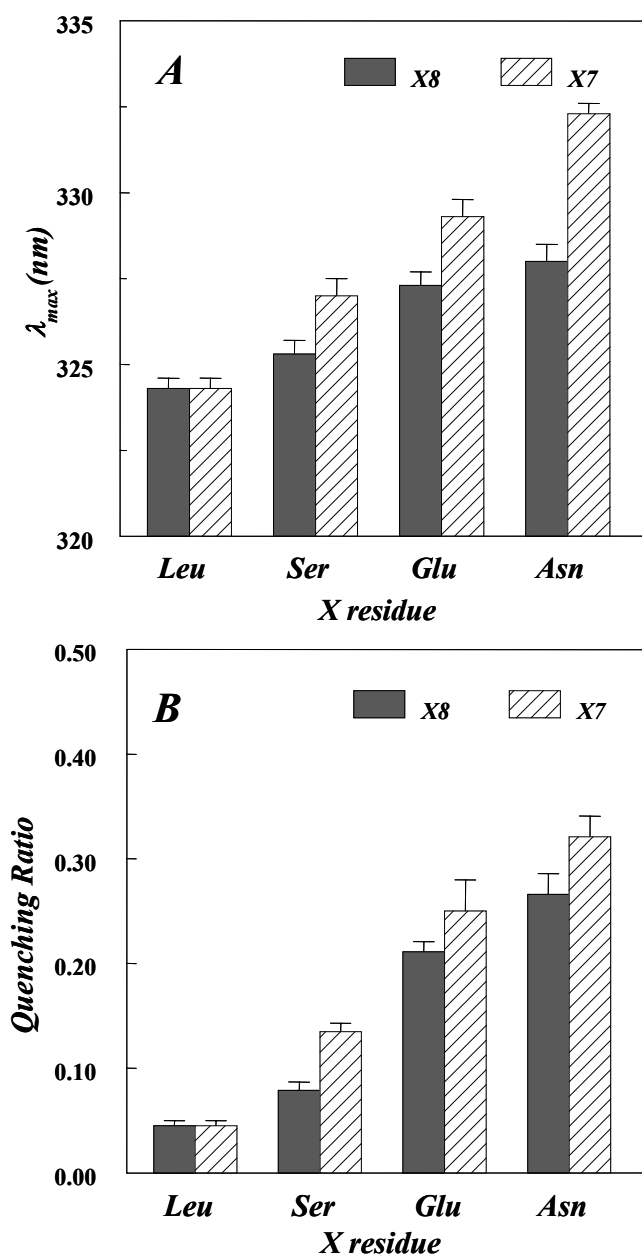 335
A
X8
X7
330
λmax (nm)
325
320
Leu
Ser
Glu
Asn
X residue
0.50
B
X8
X7
0.40
0.30
Quenching Ratio
0.20
0.10
0.00
Leu
Ser
Glu
Asn
X residue